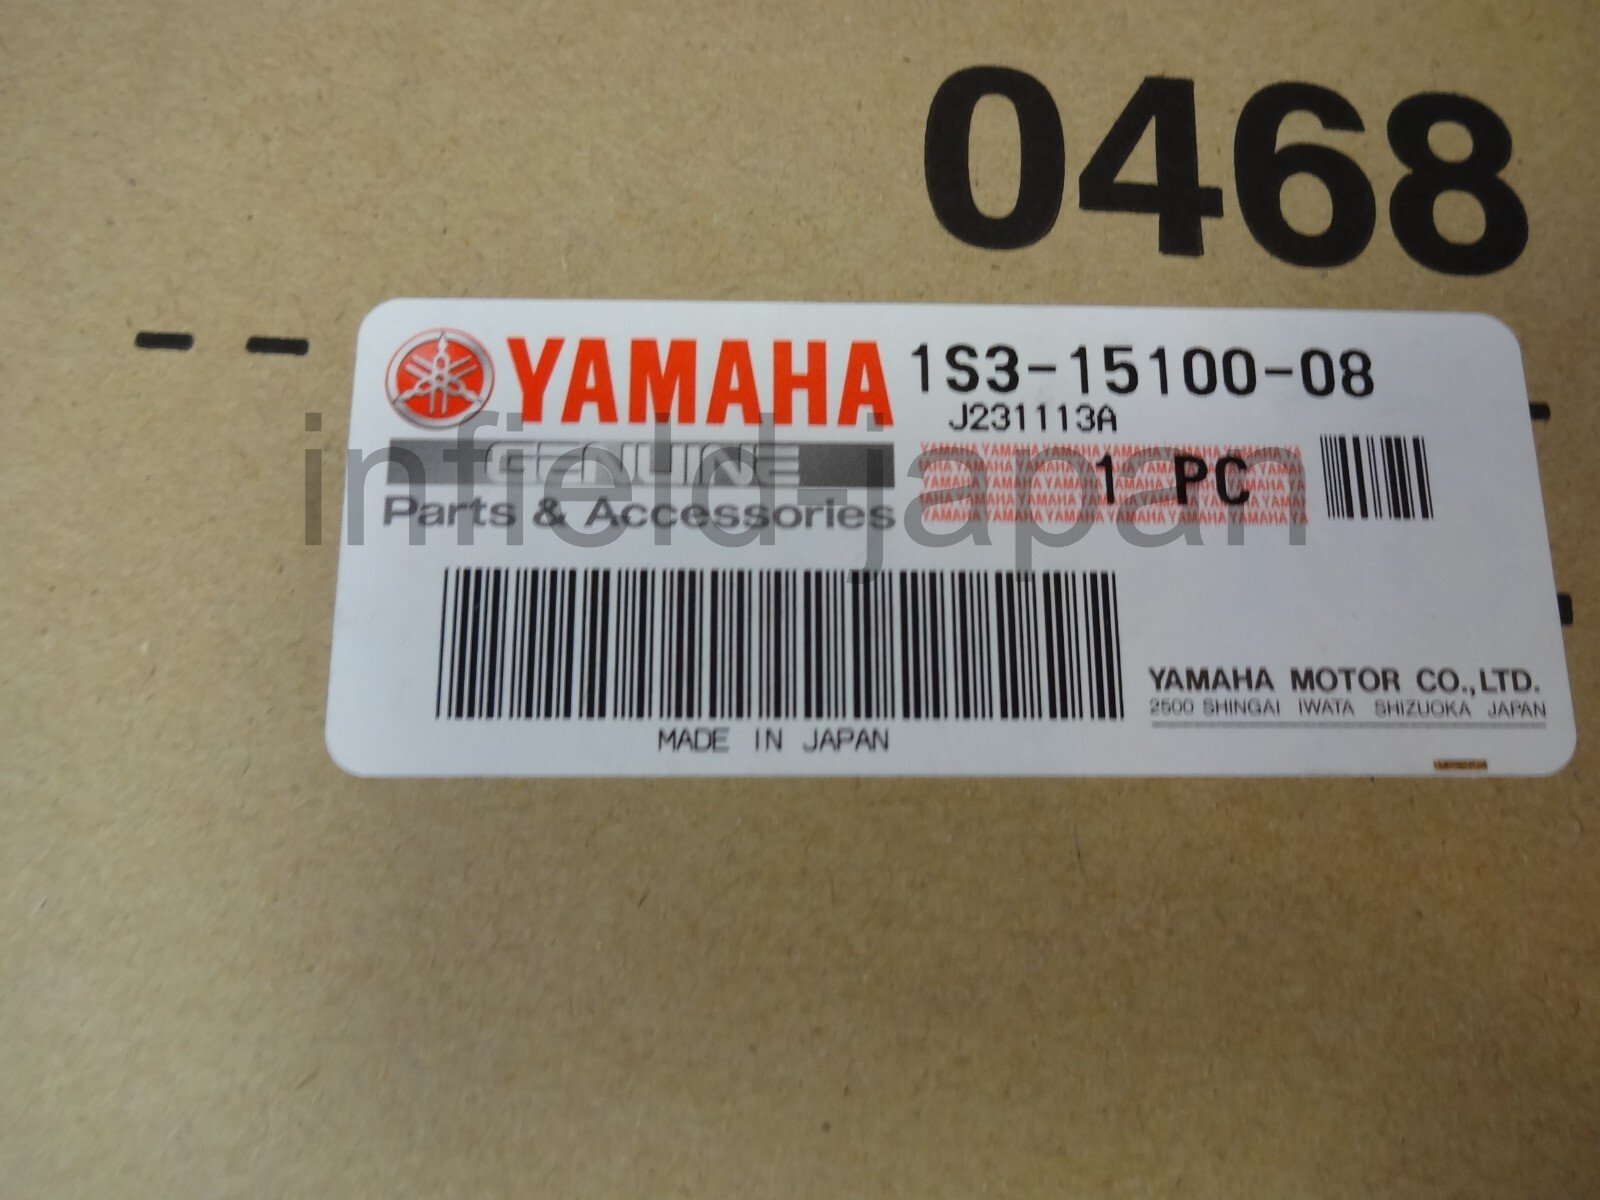 0468
YAMAHA 1S3-15100-08
J231113A
GENUINE
Parts & Accessories
1 PC
infield-japan
YAMAHA MOTOR CO., LTD.
2500 SHINGAI IWATA SHIZUOKA JAPAN
MADE IN JAPAN